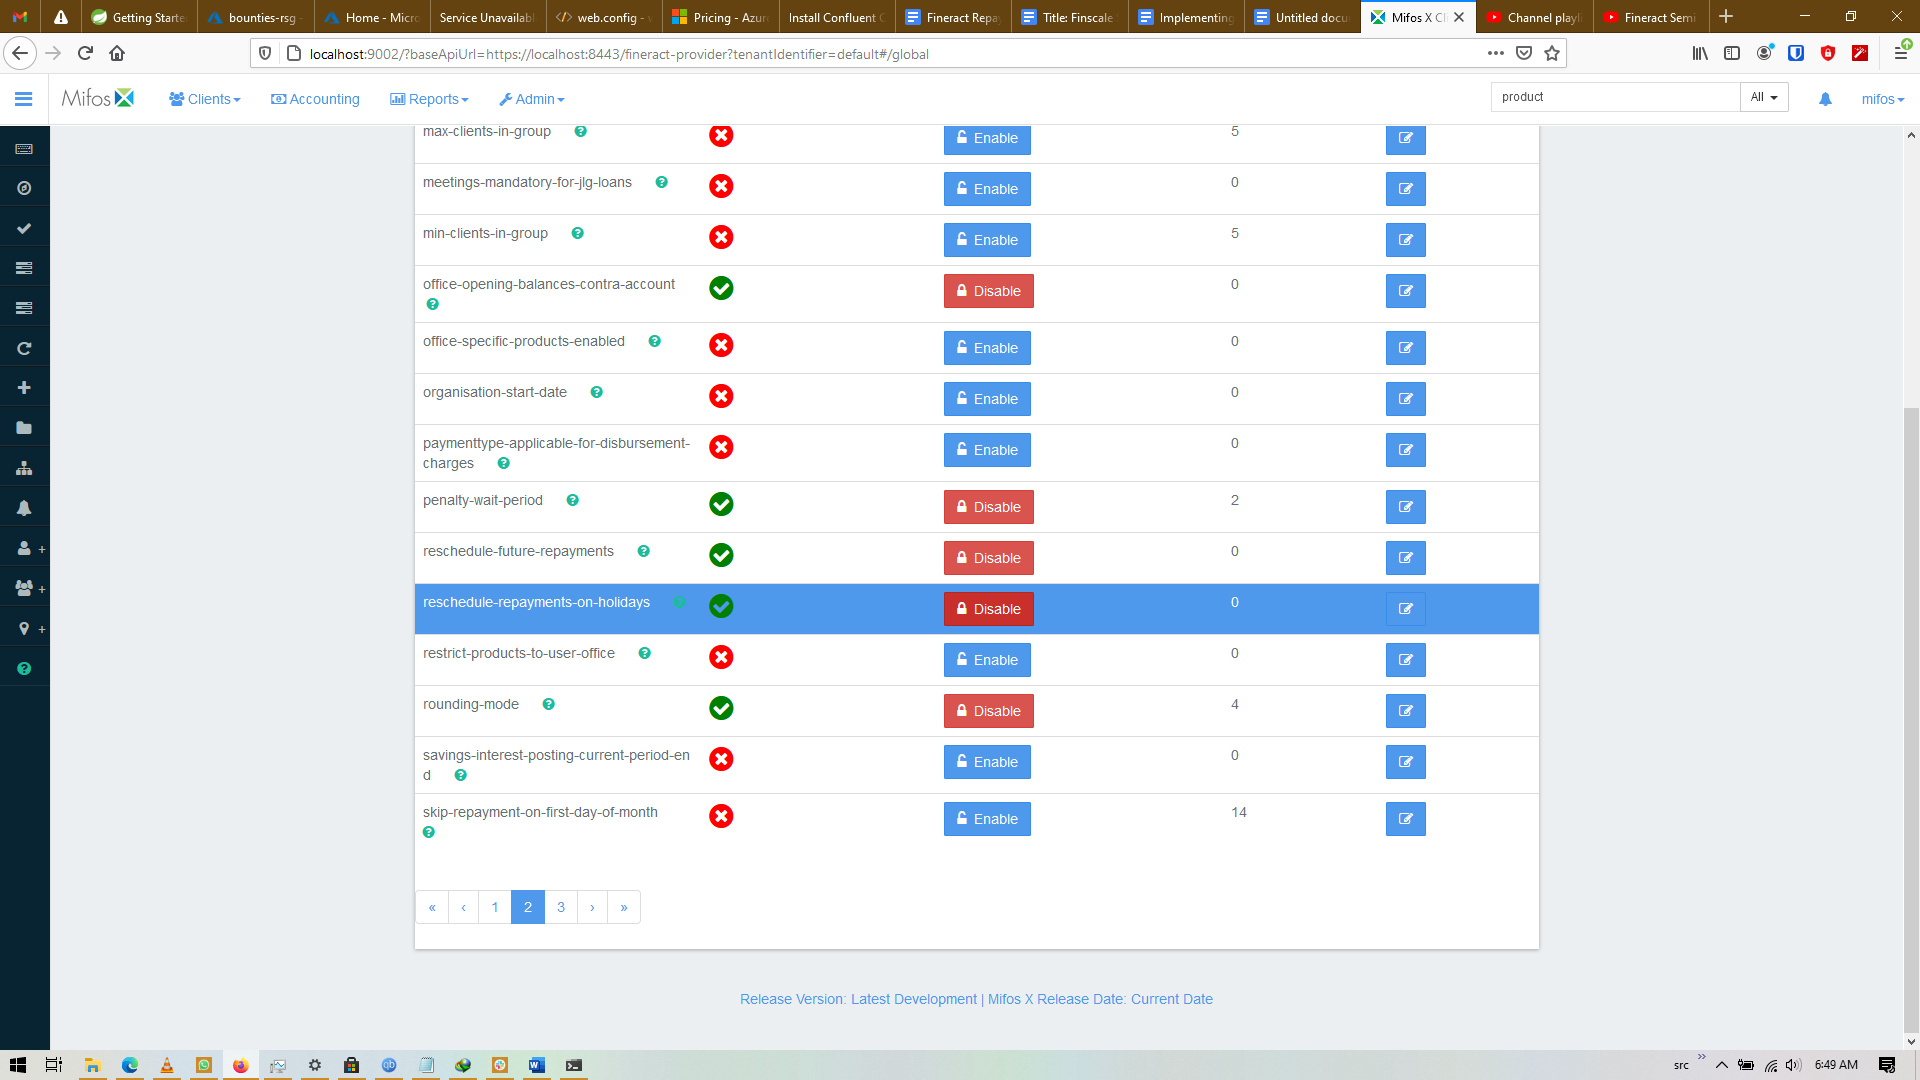 Getting Starte
bounties-rsg -
Home - Micro
Service Unavailabl
web.config - v
Pricing - Azur
Install Confluent C
Fineract Repa
Title: Finscale
Implementing
Untitled docu
Mifos X Cli
Channel playli
Fineract Semi
localhost:9002/?baseApiUrl=https://localhost:8443/fineract-provider?tenantIdentifier=default#/global
Mifos
Clients
Accounting
Reports
Admin
product
All
mifos
max-clients-in-group
Enable
5
meetings-mandatory-for-jlg-loans
Enable
0
min-clients-in-group
Enable
5
office-opening-balances-contra-account
Disable
0
office-specific-products-enabled
Enable
0
organisation-start-date
Enable
0
paymenttype-applicable-for-disbursement-
charges
Enable
0
penalty-wait-period
Disable
2
reschedule-future-repayments
Disable
0
reschedule-repayments-on-holidays
Disable
0
restrict-products-to-user-office
Enable
0
rounding-mode
Disable
4
savings-interest-posting-current-period-en
d
Enable
0
skip-repayment-on-first-day-of-month
Enable
14
« ‹ 1 2 3 › »
Release Version: Latest Development | Mifos X Release Date: Current Date
src
6:49 AM